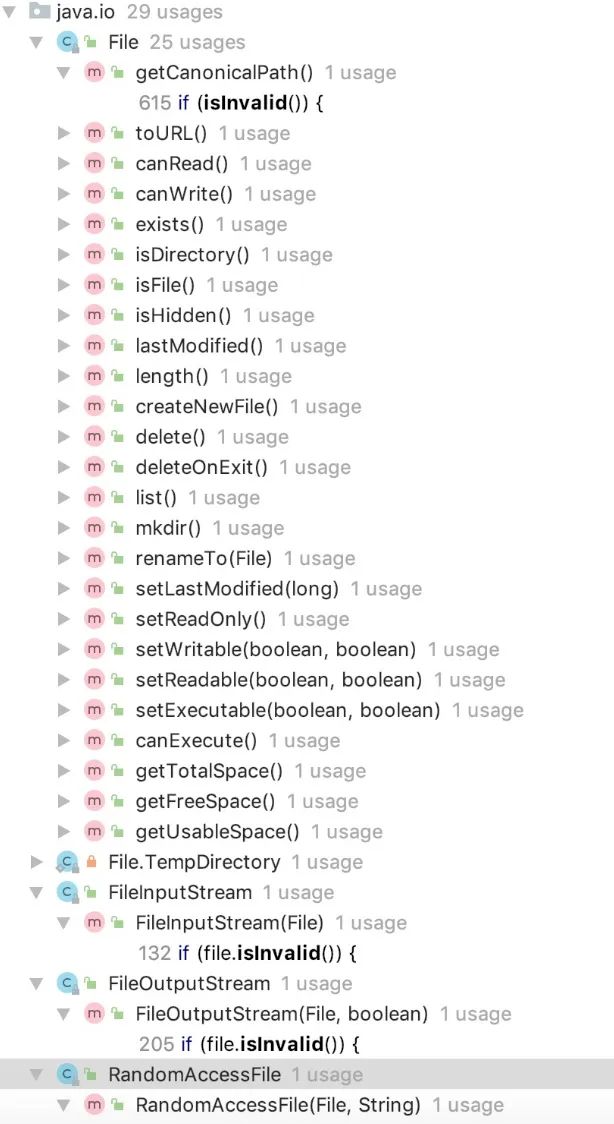 java.io 29 usages
File 25 usages
getCanonicalPath() 1 usage
615 if (isInvalid()) {
toURL() 1 usage
canRead() 1 usage
canWrite() 1 usage
exists() 1 usage
isDirectory() 1 usage
isFile() 1 usage
isHidden() 1 usage
lastModified() 1 usage
length() 1 usage
createNewFile() 1 usage
delete() 1 usage
deleteOnExit() 1 usage
list() 1 usage
mkdir() 1 usage
renameTo(File) 1 usage
setLastModified(long) 1 usage
setReadOnly() 1 usage
setWritable(boolean, boolean) 1 usage
setReadable(boolean, boolean) 1 usage
setExecutable(boolean, boolean) 1 usage
canExecute() 1 usage
getTotalSpace() 1 usage
getFreeSpace() 1 usage
getUsableSpace() 1 usage
File.TempDirectory 1 usage
FileInputStream 1 usage
FileInputStream(File) 1 usage
132 if (file.isInvalid()) {
FileOutputStream 1 usage
FileOutputStream(File, boolean) 1 usage
205 if (file.isInvalid()) {
RandomAccessFile 1 usage
RandomAccessFile(File, String) 1 usage